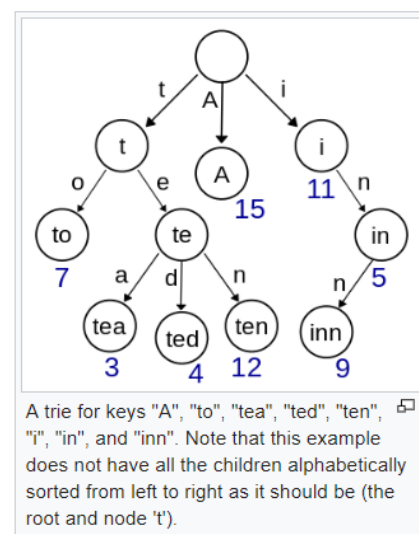 t A i
t A i
15 11
o e n
to te in
7 5
a d n n
tea ted ten inn
3 4 12 9
A trie for keys "A", "to", "tea", "ted", "ten",
"i", "in", and "inn". Note that this example
does not have all the children alphabetically
sorted from left to right as it should be (the
root and node 't').